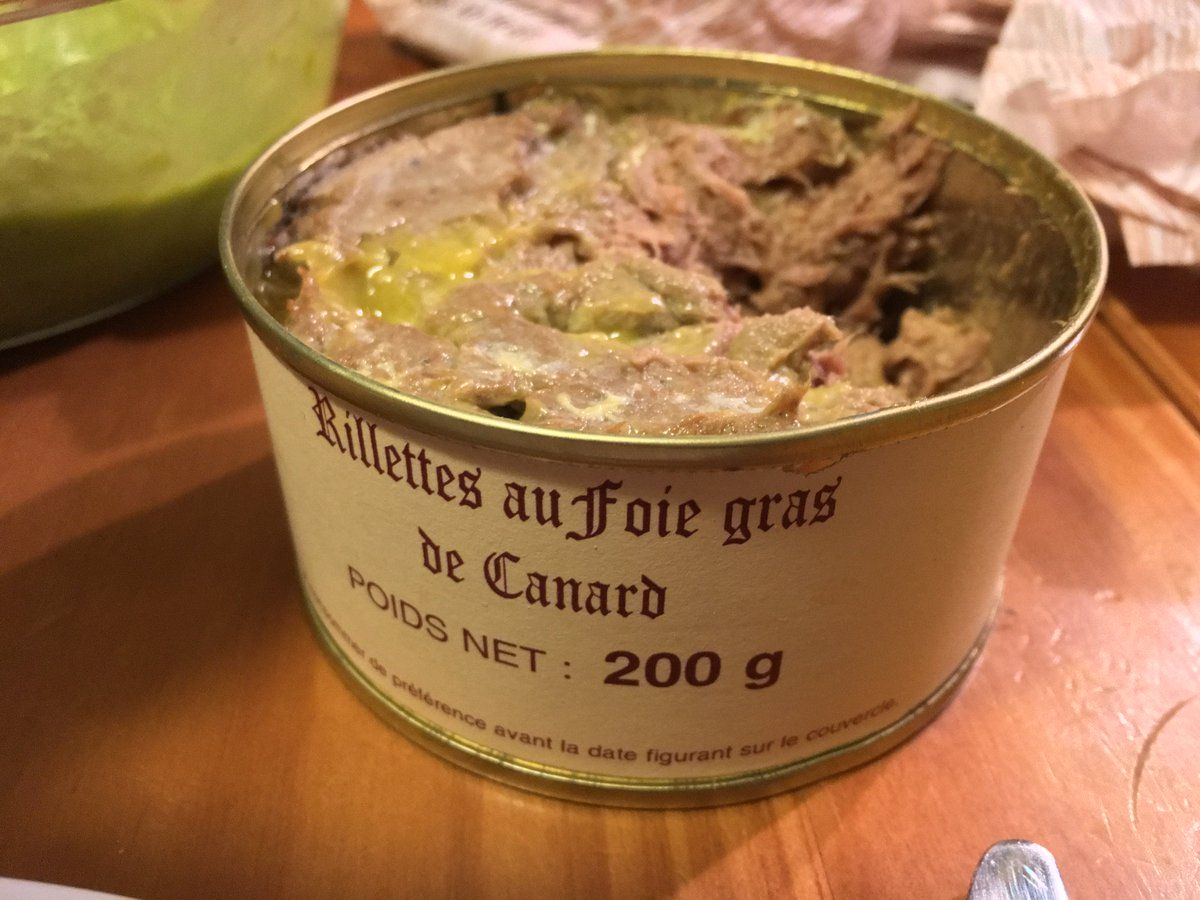 Rillettes au Foie gras
de Canard
POIDS NET : 200 g
de préférence avant la date figurant sur le couvercle.